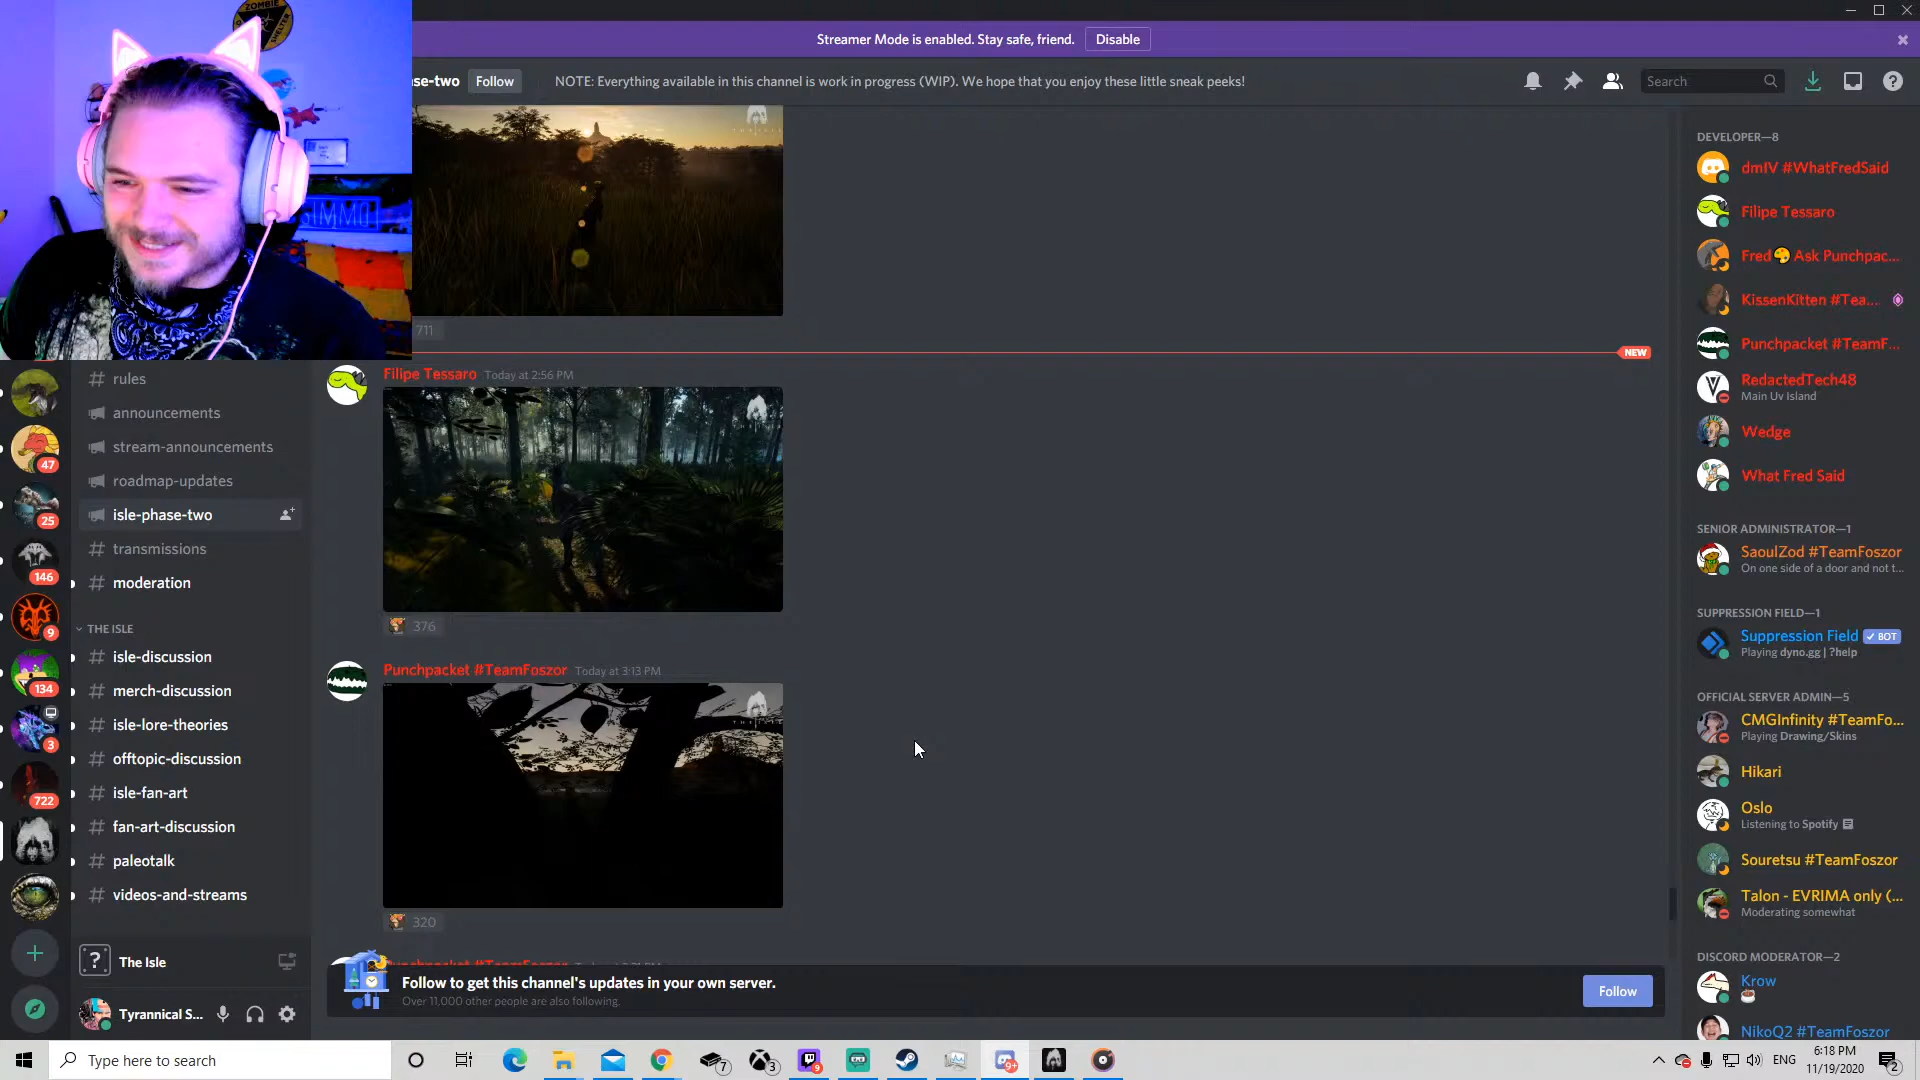 ZOMBIE
SHELTER
Streamer Mode is enabled. Stay safe, friend.
Disable
se-two
Follow
NOTE: Everything available in this channel is work in progress (WIP). We hope that you enjoy these little sneak peeks!
Search
711
NEW
rules
announcements
stream-announcements
roadmap-updates
isle-phase-two
transmissions
moderation
THE ISLE
isle-discussion
merch-discussion
isle-lore-theories
offtopic-discussion
isle-fan-art
fan-art-discussion
paleotalk
videos-and-streams
47
25
146
9
134
3
722
The Isle
Tyrannical S...
Filipe Tessaro Today at 2:56 PM
376
Punchpacket #TeamFoszor Today at 3:13 PM
THE ISLE
320
Follow to get this channel's updates in your own server.
Over 11,000 other people are also following.
Follow
DEVELOPER—8
dmIV #WhatFredSaid
Filipe Tessaro
Fred Ask Punchpac...
KissenKitten #Tea...
Punchpacket #TeamF...
RedactedTech48
Main Uv Island
Wedge
What Fred Said
SENIOR ADMINISTRATOR—1
SaoulZod #TeamFoszor
On one side of a door and not t...
SUPPRESSION FIELD—1
Suppression Field BOT
Playing dyno.gg | ?help
OFFICIAL SERVER ADMIN—5
CMGInfinity #TeamFo...
Playing Drawing/Skins
Hikari
Oslo
Listening to Spotify
Souretsu #TeamFoszor
Talon - EVRIMA only (...
Moderating somewhat
DISCORD MODERATOR—2
Krow
NikoQ2 #TeamFoszor
Type here to search
7
3
9
9+
ENG
6:18 PM
11/19/2020
2